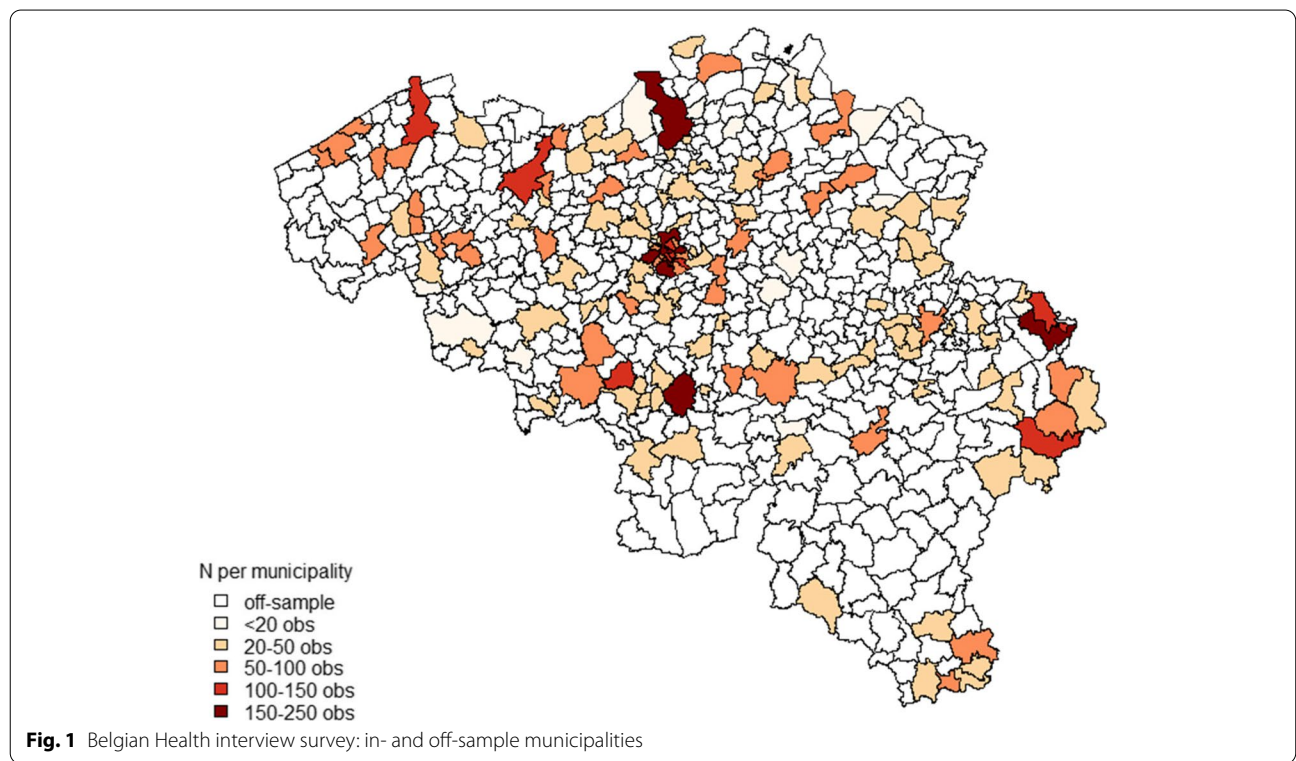 N per municipality
off-sample
<20 obs
20-50 obs
50-100 obs
100-150 obs
150-250 obs
Fig. 1 Belgian Health interview survey: in- and off-sample municipalities